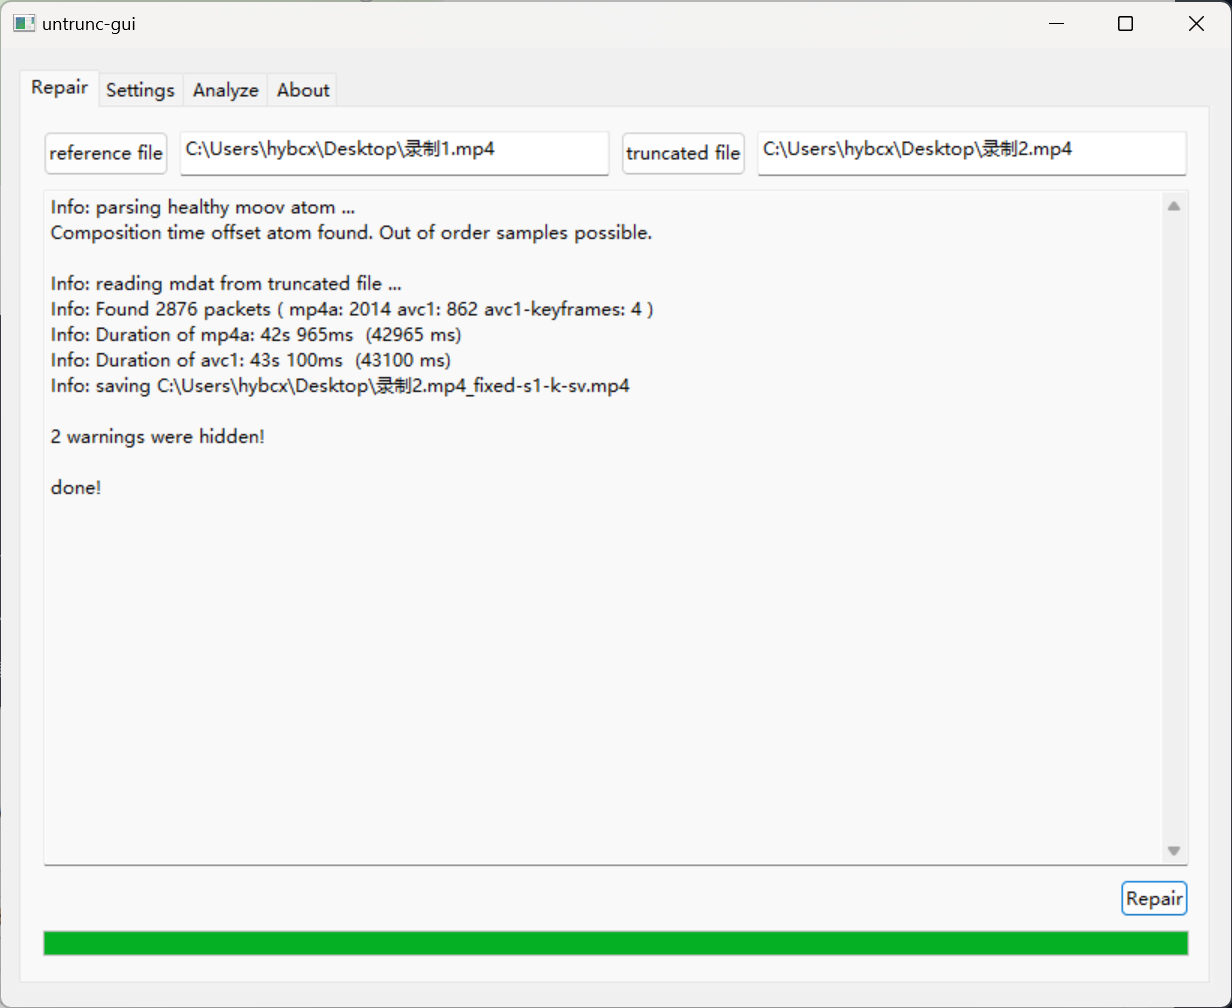 untrunc-gui
Repair Settings Analyze About
reference file C:\Users\hybcx\Desktop\录制1.mp4 truncated file C:\Users\hybcx\Desktop\录制2.mp4
Info: parsing healthy moov atom ...
Composition time offset atom found. Out of order samples possible.
Info: reading mdat from truncated file ...
Info: Found 2876 packets ( mp4a: 2014 avc1: 862 avc1-keyframes: 4 )
Info: Duration of mp4a: 42s 965ms  (42965 ms)
Info: Duration of avc1: 43s 100ms  (43100 ms)
Info: saving C:\Users\hybcx\Desktop\录制2.mp4_fixed-s1-k-sv.mp4
2 warnings were hidden!
done!
Repair